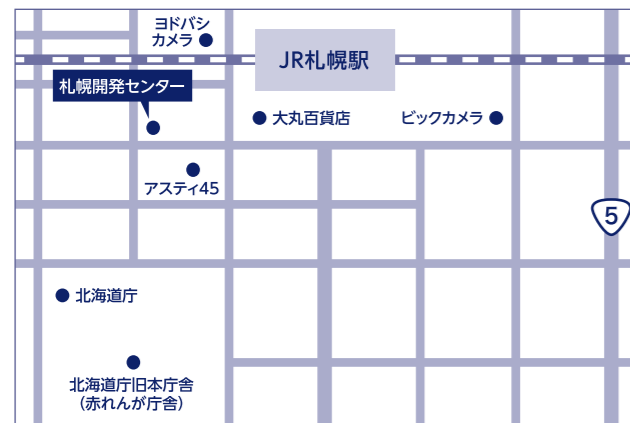 ヨドバシ
カメラ
JR札幌駅
札幌開発センター
大丸百貨店
ビックカメラ
アスティ45
5
北海道庁
北海道庁旧本庁舎
(赤れんが庁舎)